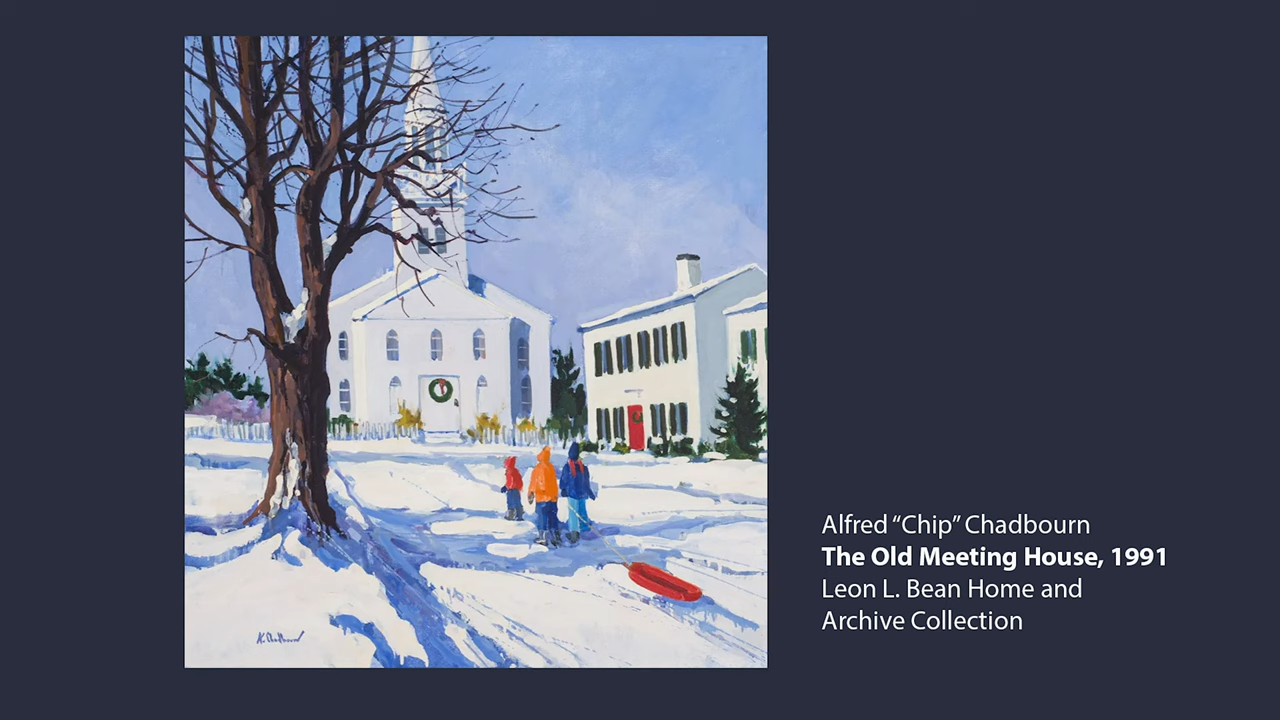 Alfred “Chip” Chadbourn
The Old Meeting House, 1991
Leon L. Bean Home and
Archive Collection